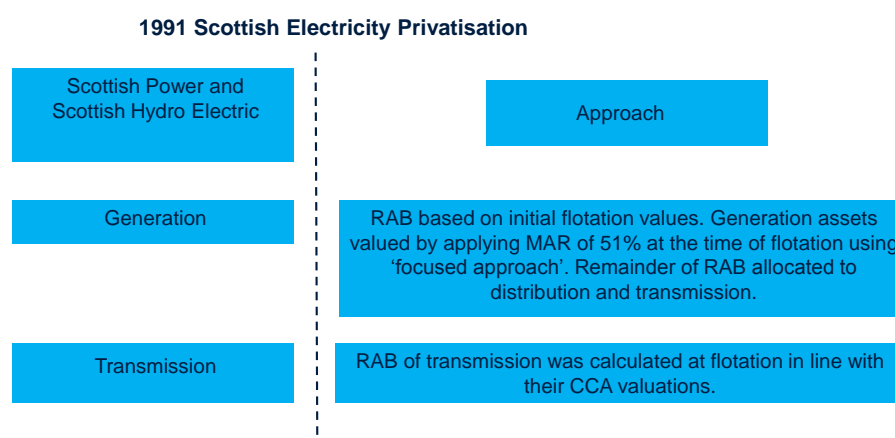 1991 Scottish Electricity Privatisation
Scottish Power and
Scottish Hydro Electric
Approach
Generation
RAB based on initial flotation values. Generation assets
valued by applying MAR of 51% at the time of flotation using
‘focused approach’. Remainder of RAB allocated to
distribution and transmission.
Transmission
RAB of transmission was calculated at flotation in line with
their CCA valuations.